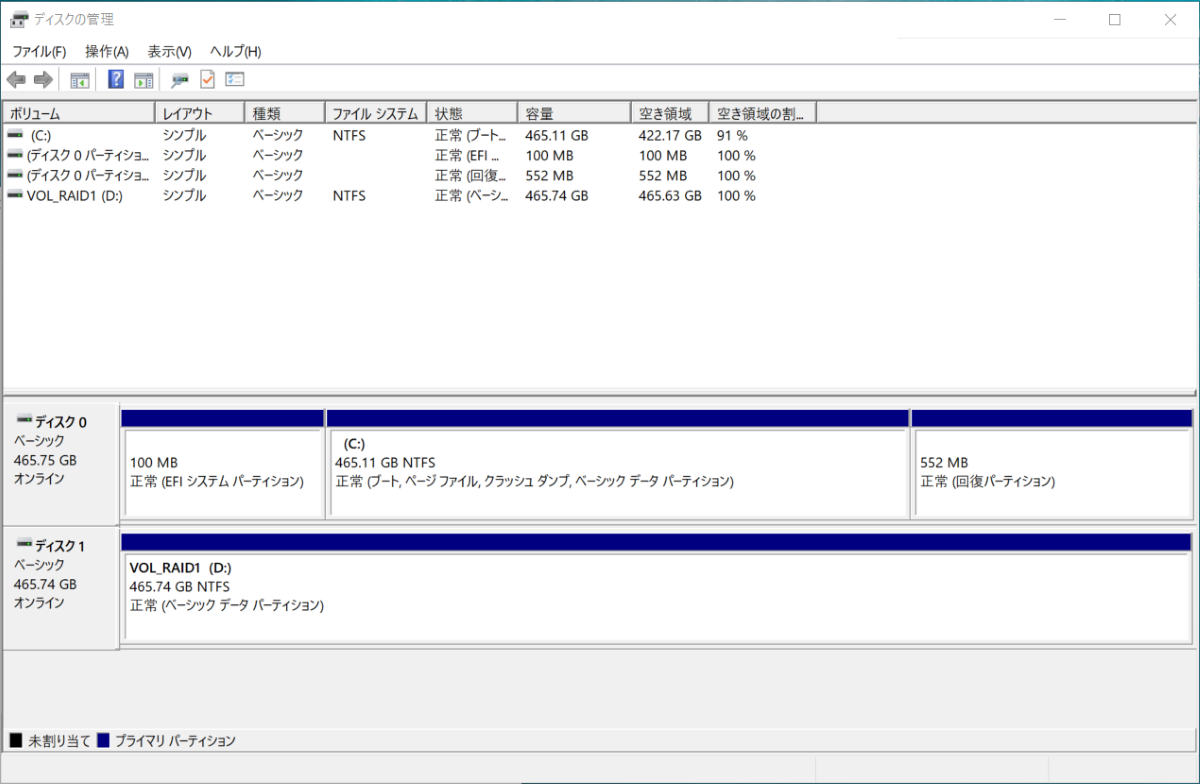 ディスクの管理
ファイル(F) 操作(A) 表示(V) ヘルプ(H)
ボリューム レイアウト 種類 ファイル システム 状態 容量 空き領域 空き領域の割...
(C:) シンプル ベーシック NTFS 正常 (ブート... 465.11 GB 422.17 GB 91 %
(ディスク 0 パーティショ... シンプル ベーシック 正常 (EFI ... 100 MB 100 MB 100 %
(ディスク 0 パーティショ... シンプル ベーシック 正常 (回復... 552 MB 552 MB 100 %
VOL_RAID1 (D:) シンプル ベーシック NTFS 正常 (ベーシ... 465.74 GB 465.63 GB 100 %
ディスク 0
ベーシック
465.75 GB
オンライン
100 MB
正常 (EFI システム パーティション)
(C:)
465.11 GB NTFS
正常 (ブート, ページ ファイル, クラッシュ ダンプ, ベーシック データ パーティション)
552 MB
正常 (回復パーティション)
ディスク 1
ベーシック
465.74 GB
オンライン
VOL_RAID1 (D:)
465.74 GB NTFS
正常 (ベーシック データ パーティション)
未割り当て プライマリ パーティション